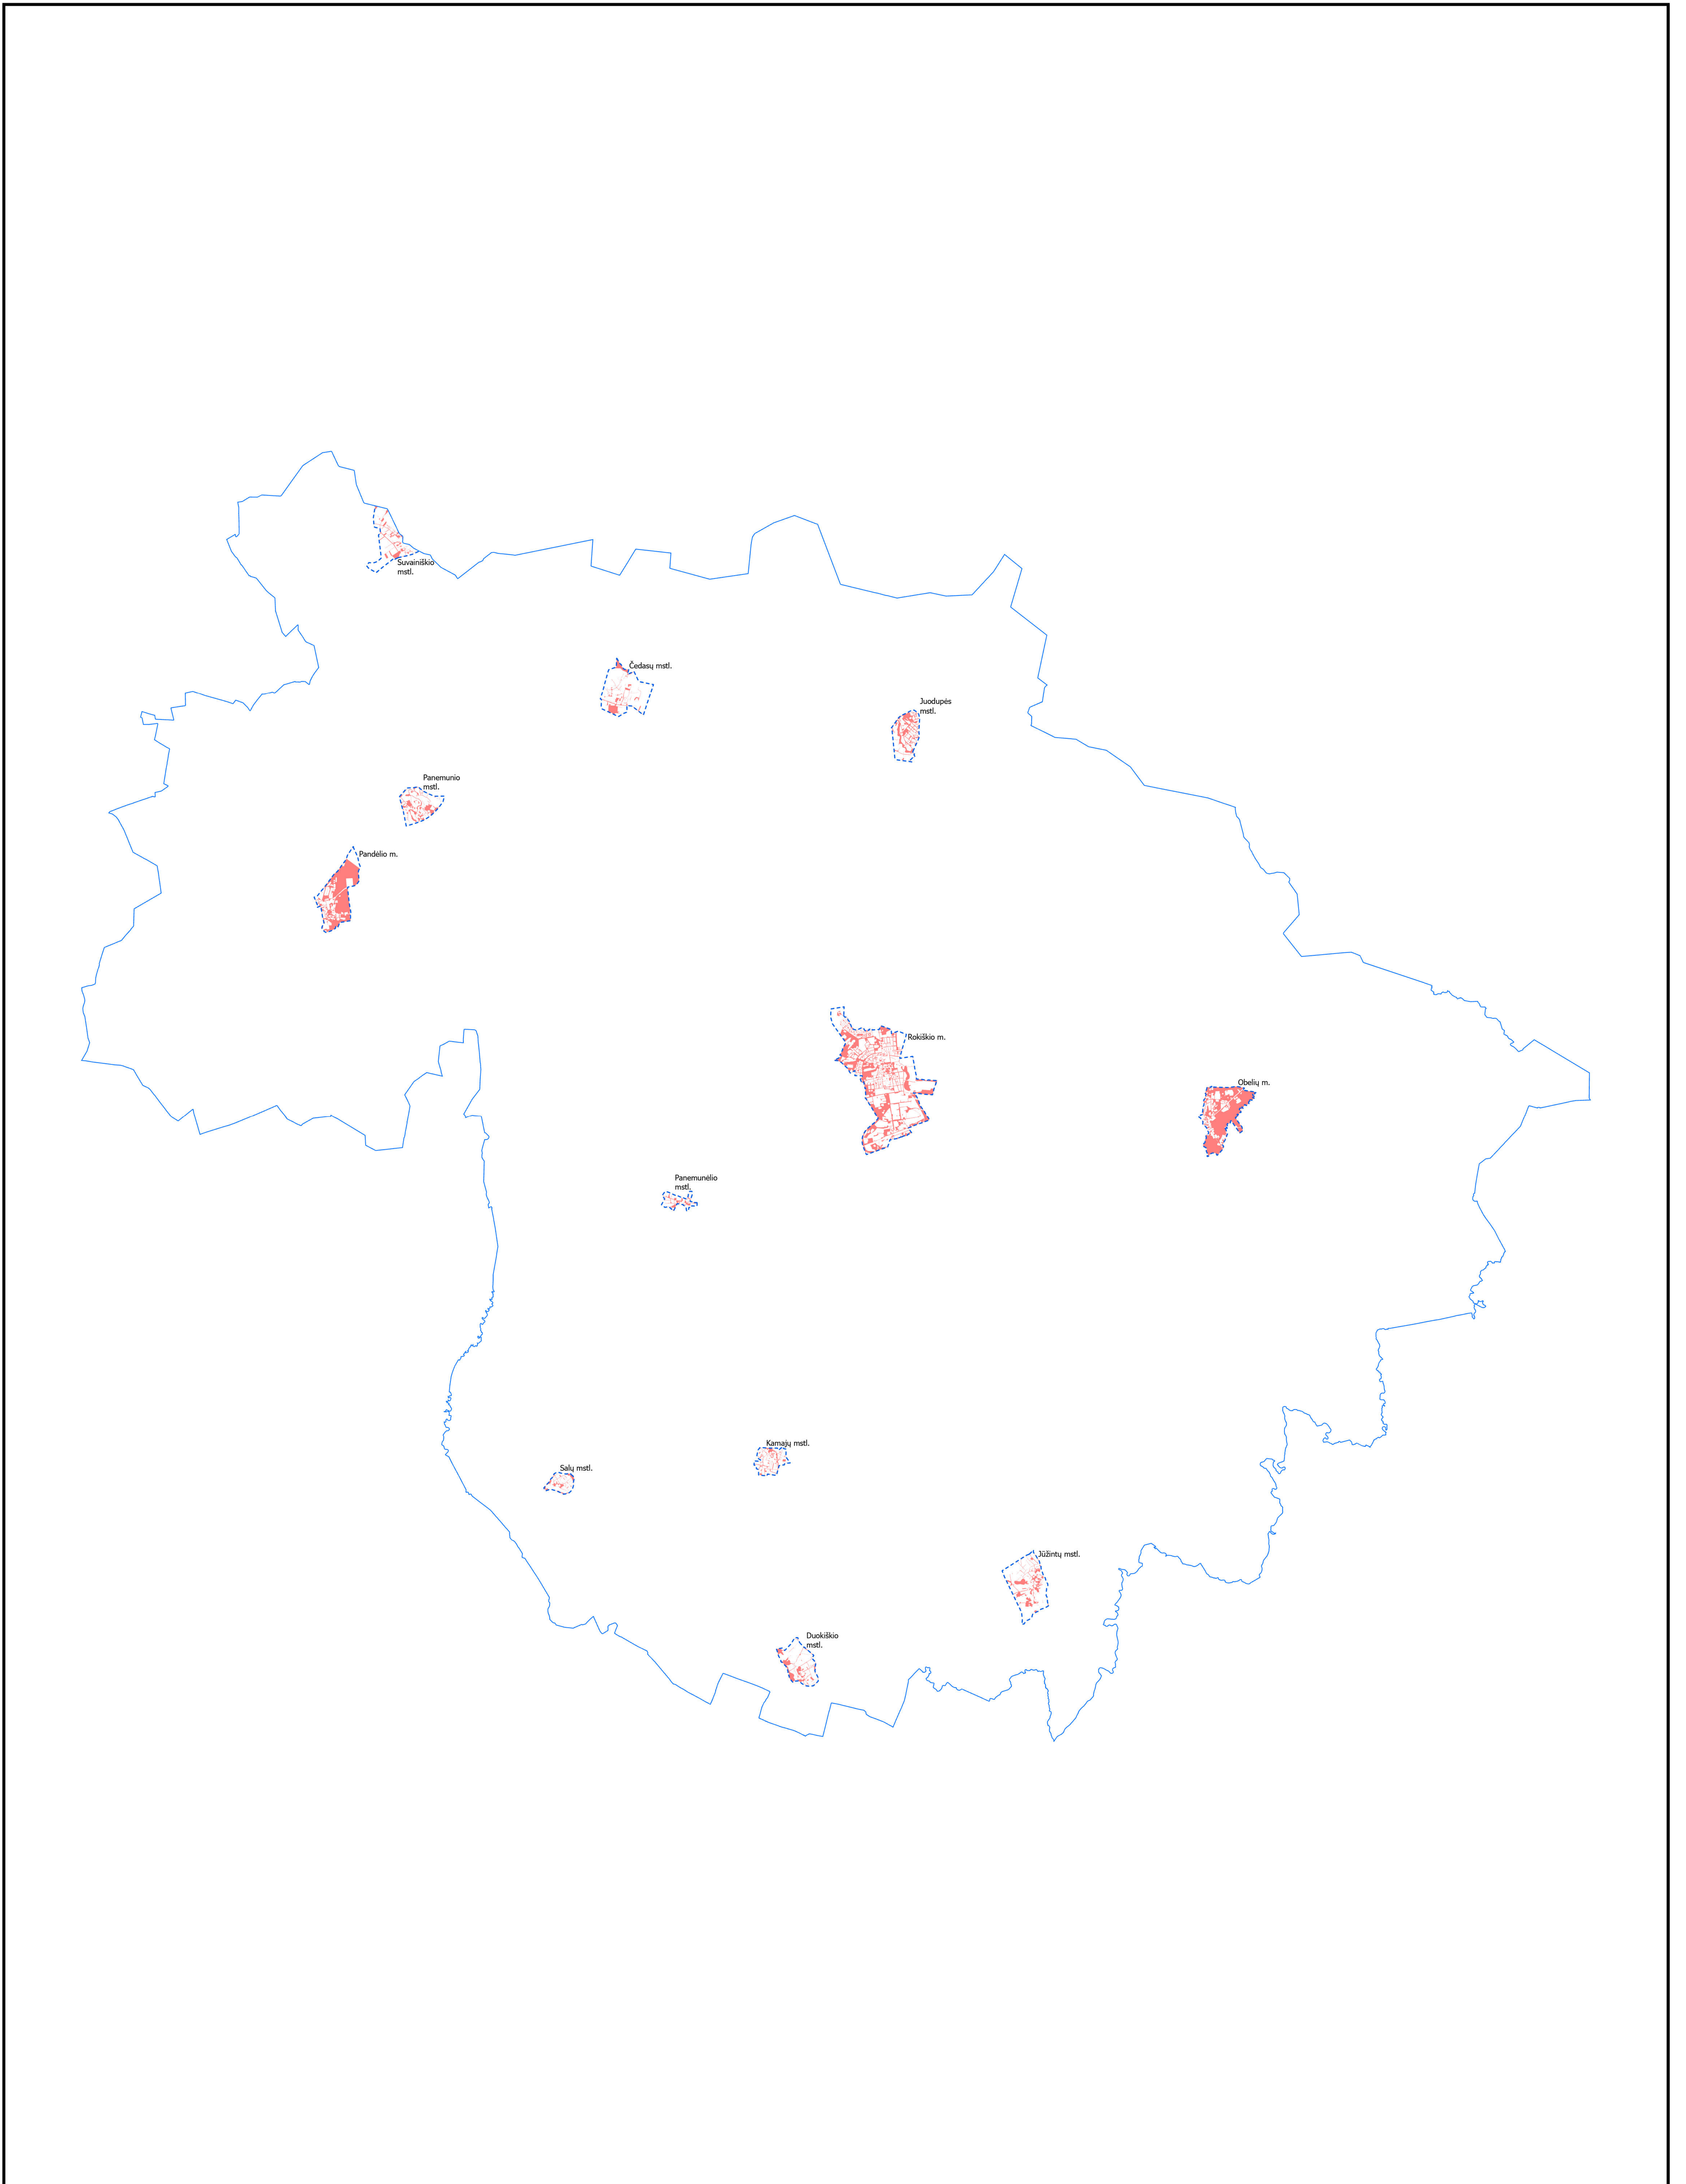 Suvainiškio
mstl.
Čedasų mstl.
Juodupės
mstl.
Panemunio
mstl.
Pandėlio m.
Rokiškio m.
Obelių m.
Panemunėlio
mstl.
Kamajų mstl.
Salų mstl.
Jūžintų mstl.
Duokiškio
mstl.